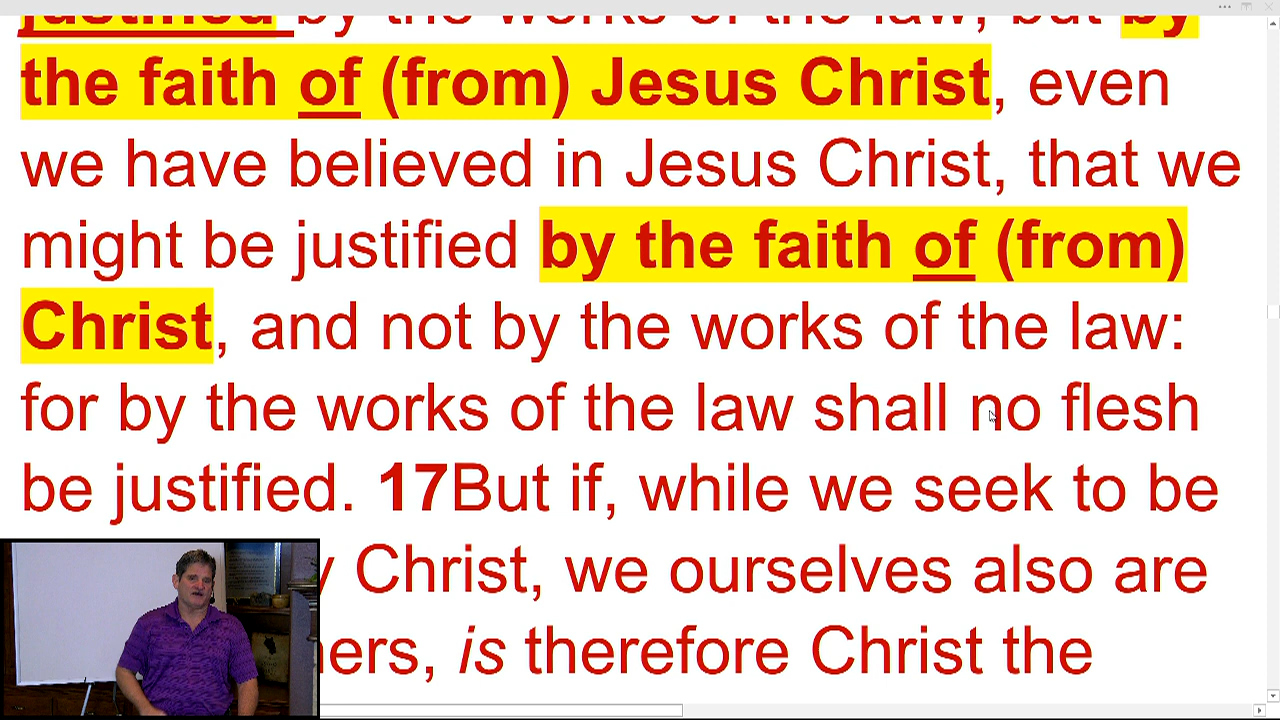 justified by the works of the law, but by
the faith of (from) Jesus Christ, even
we have believed in Jesus Christ, that we
might be justified by the faith of (from)
Christ, and not by the works of the law:
for by the works of the law shall no flesh
be justified. 17But if, while we seek to be
Christ, we ourselves also are
is therefore Christ the